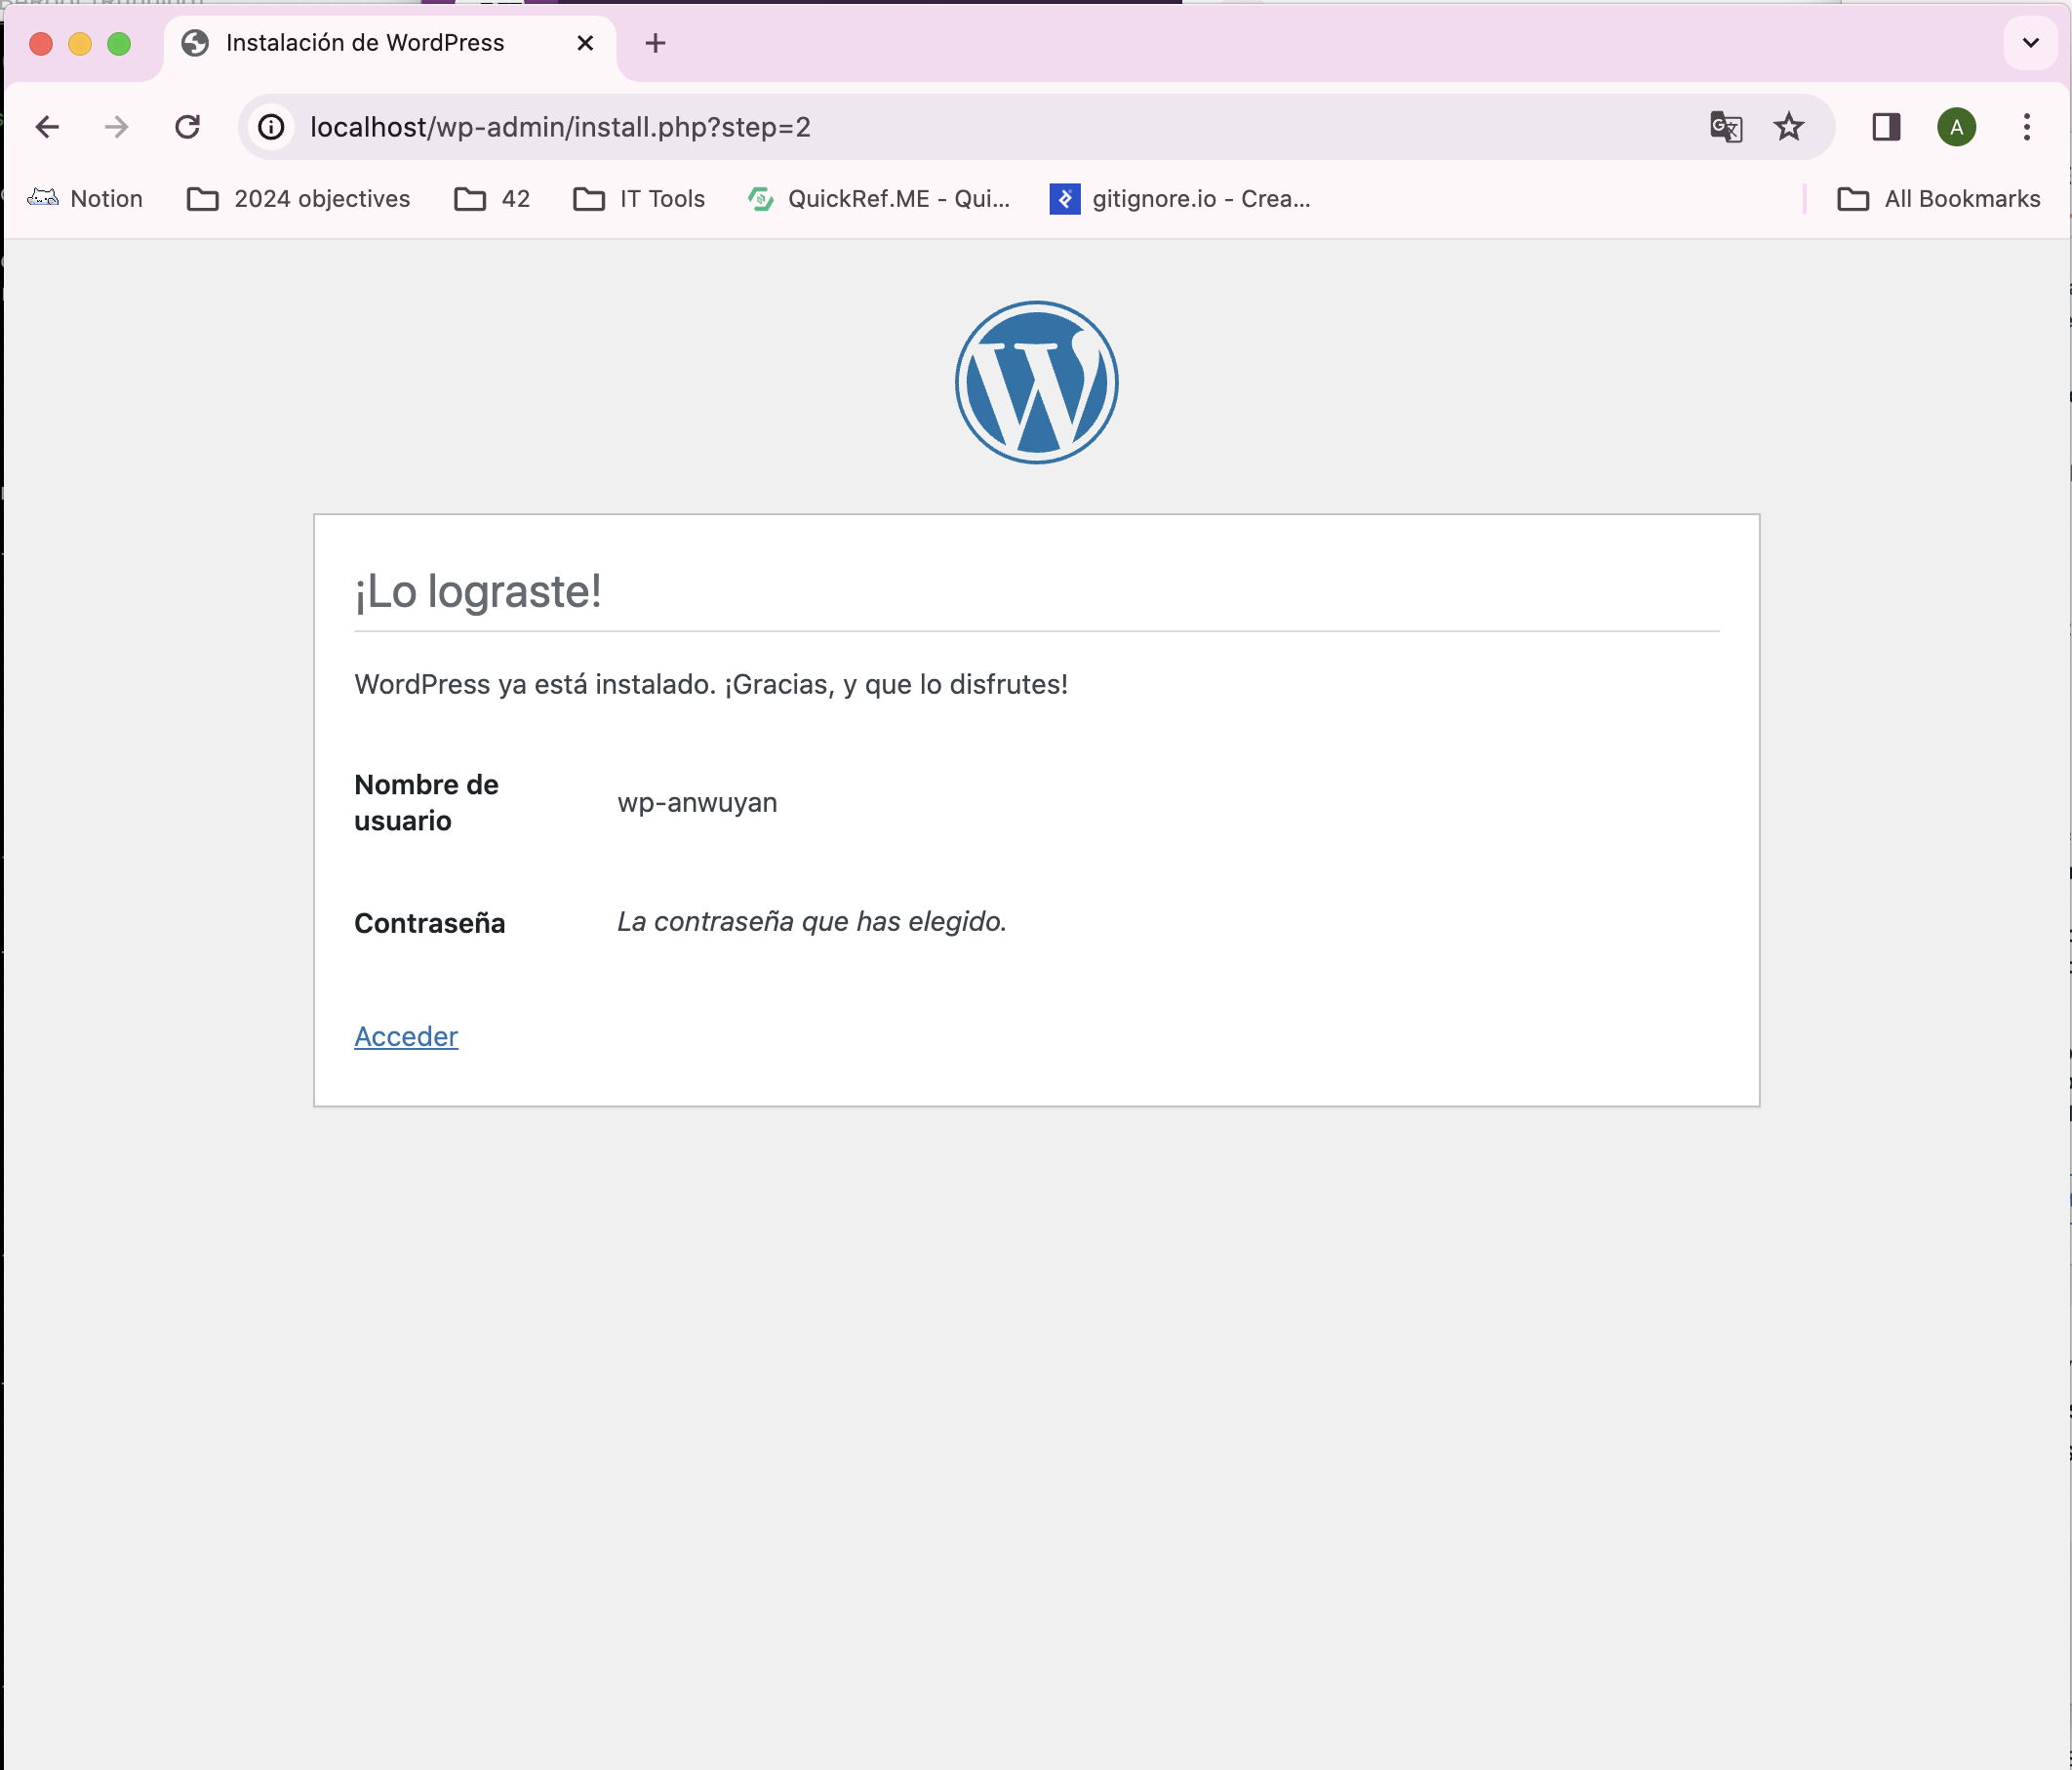 Instalación de WordPress
localhost/wp-admin/install.php?step=2
A
Notion
2024 objectives
42
IT Tools
QuickRef.ME - Qui...
gitignore.io - Crea...
All Bookmarks
¡Lo lograste!
WordPress ya está instalado. ¡Gracias, y que lo disfrutes!
Nombre de
usuario
wp-anwuyan
Contraseña
La contraseña que has elegido.
Acceder